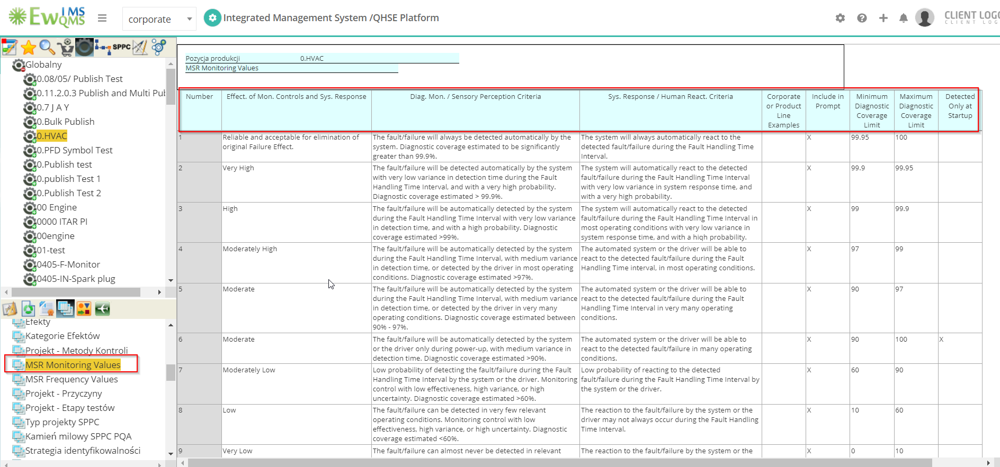 EwQMS IMS
corporate
Integrated Management System /QHSE Platform
CLIENT LOGO
CLIENT LOG
SPPC
Globalny
0.08/05/ Publish Test
0.11.2.0.3 Publish and Multi Pub
0.7 J A Y
0.Bulk Publish
0.HVAC
0.PFD Symbol Test
0.Publish test
0.publish Test 1
0.Publish Test 2
00 Engine
0000 ITAR PI
00engine
01-test
0405-F-Monitor
0405-IN-Spark plug
Efekty
Kategorie Efektów
Projekt - Metody Kontroli
MSR Monitoring Values
MSR Frequency Values
Projekt - Przyczyny
Projekt - Etapy testów
Typ projekty SPPC
Kamień milowy SPPC PQA
Strategia identyfikowalności
Pozycja produkcji 0.HVAC
MSR Monitoring Values
Number
Effect. of Mon. Controls and Sys. Response
Diag. Mon. / Sensory Perception Criteria
Sys. Response / Human React. Criteria
Corporate
or Product
Line
Examples
Include in
Prompt
Minimum
Diagnostic
Coverage
Limit
Maximum
Diagnostic
Coverage
Limit
Detected
Only at
Startup
1
Reliable and acceptable for elimination of
original Failure Effect.
The fault/failure will always be detected automatically by the
system. Diagnostic coverage estimated to be significantly
greater than 99.9%.
The system will always automatically react to the
detected fault/failure during the Fault Handling Time
Interval.
X
99.95
100
2
Very High
The fault/failure will be detected automatically by the system
with very low variance in detection time during the Fault
Handling Time Interval, and with a very high probability.
Diagnostic coverage estimated > 99.9%.
The system will automatically react to the detected
fault/failure during the Fault Handling Time Interval
with very low variance in system response time, and
with a very high probability.
X
99.9
99.95
3
High
The fault/failure will be automatically detected by the system
during the Fault Handling Time Interval with very low variance
in detection time, and with a high probability. Diagnostic
coverage estimated >99%.
The system will automatically react to the detected
fault/failure during the Fault Handling Time Interval in
most operating conditions with very low variance in
system response time, and with a high probability.
X
99
99.9
4
Moderately High
The fault/failure will be automatically detected by the system
during the Fault Handling Time Interval, with medium variance
in detection time, or detected by the driver in most operating
conditions. Diagnostic coverage estimated >97%.
The automated system or the driver will be able to
react to the detected fault/failure during the Fault
Handling Time interval, in most operating conditions.
X
97
99
5
Moderate
The fault/failure will be automatically detected by the system
during the Fault Handling Time Interval, with medium variance
in detection time, or detected by the driver in very many
operating conditions. Diagnostic coverage estimated between
90% - 97%.
The automated system or the driver will be able to
react to the detected fault/failure during the Fault
Handling Time Interval in very many operating
conditions.
X
90
97
6
Moderate
The fault/failure will be automatically detected by the system
or the driver only during power-up, with medium variance in
detection time. Diagnostic coverage estimated >90%.
The automated system or the driver will be able to
react to the detected fault/failure in many operating
conditions.
X
90
100
X
7
Moderately Low
Low probability of detecting the fault/failure during the Fault
Handling Time Interval by the system or the driver. Monitoring
control with low effectiveness, high variance, or high
uncertainty. Diagnostic coverage estimated >60%.
Low probability of reacting to the detected
fault/failure during the Fault Handling Time Interval by
the system or the driver.
X
60
90
8
Low
The fault/failure can be detected in very few relevant
operating conditions. Monitoring control with low
effectiveness, high variance, or high uncertainty. Diagnostic
coverage estimated <60%.
The reaction to the fault/failure by the system or the
driver may not always occur during the Fault Handling
Time Interval.
X
10
60
9
Very Low
The fault/failure can almost never be detected in relevant
The reaction to the fault/failure by the system or the
X
0
10